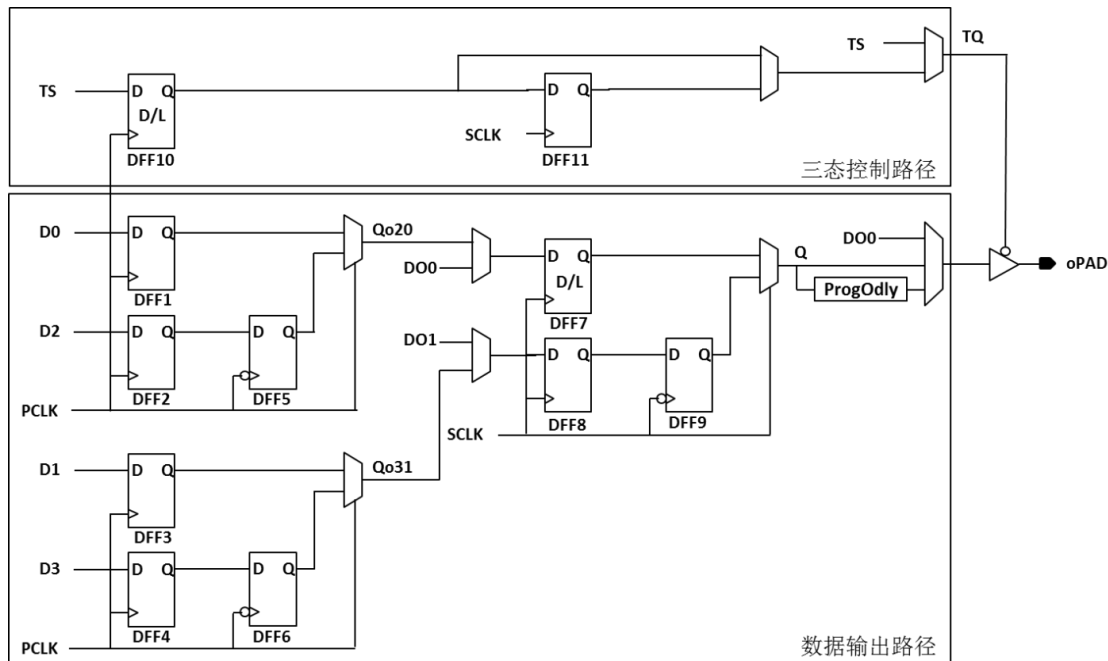 TS
TQ
TS
D Q
D/L
DFF10
D Q
SCLK
DFF11
三态控制路径
D0
D Q
DFF1
Qo20
DO0
D Q
D/L
DFF7
Q
DO0
ProgOdly
oPAD
D2
D Q
DFF2
D Q
DFF5
PCLK
DO1
D Q
DFF8
D Q
DFF9
SCLK
D1
D Q
DFF3
Qo31
D3
D Q
DFF4
D Q
DFF6
PCLK
数据输出路径